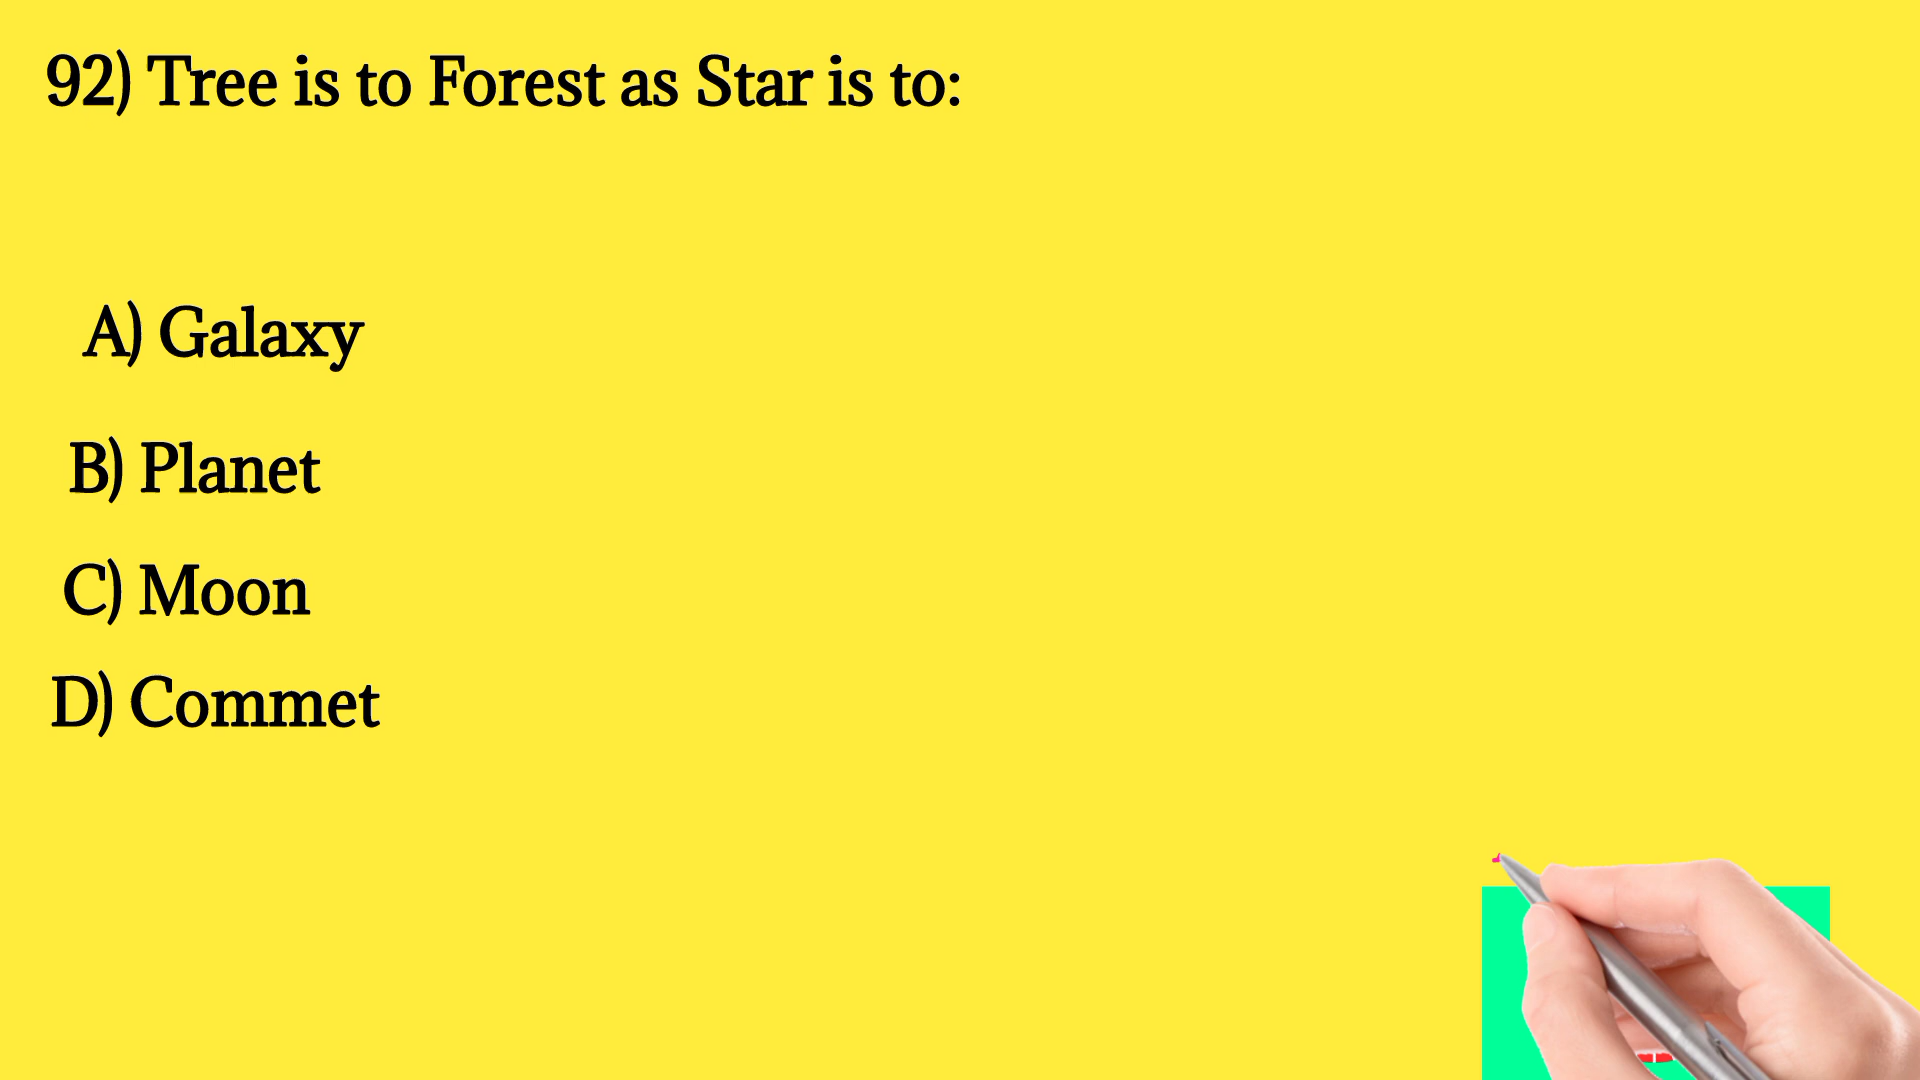 92) Tree is to Forest as Star is to:
A) Galaxy
B) Planet
C) Moon
D) Commet